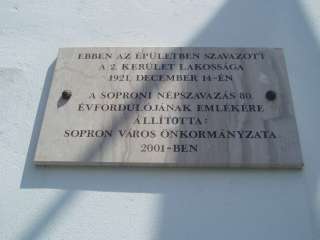 EBBEN AZ ÉPÜLETBEN SZAVAZOTT
A 2. KERÜLET LAKOSSÁGA
1921. DECEMBER 14-ÉN
A SOPRONI NÉPSZAVAZÁS 80.
ÉVFORDULÓJÁNAK EMLÉKÉRE
ÁLLÍTOTTA:
SOPRON VÁROS ÖNKORMÁNYZATA
2001-BEN